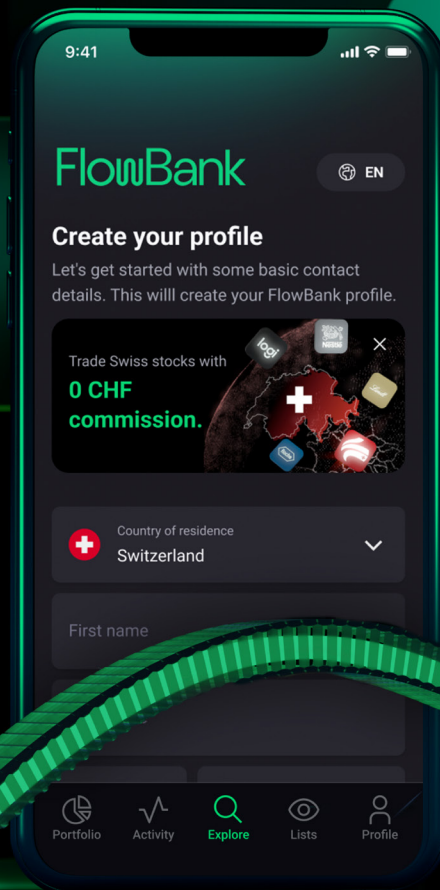 9:41
FlowBank
EN
Create your profile
Let's get started with some basic contact
details. This willl create your FlowBank profile.
logi
Trade Swiss stocks with
0 CHF
commission.
Country of residence
Switzerland
First name
Portfolio
Activity
Explore
Lists
Profile